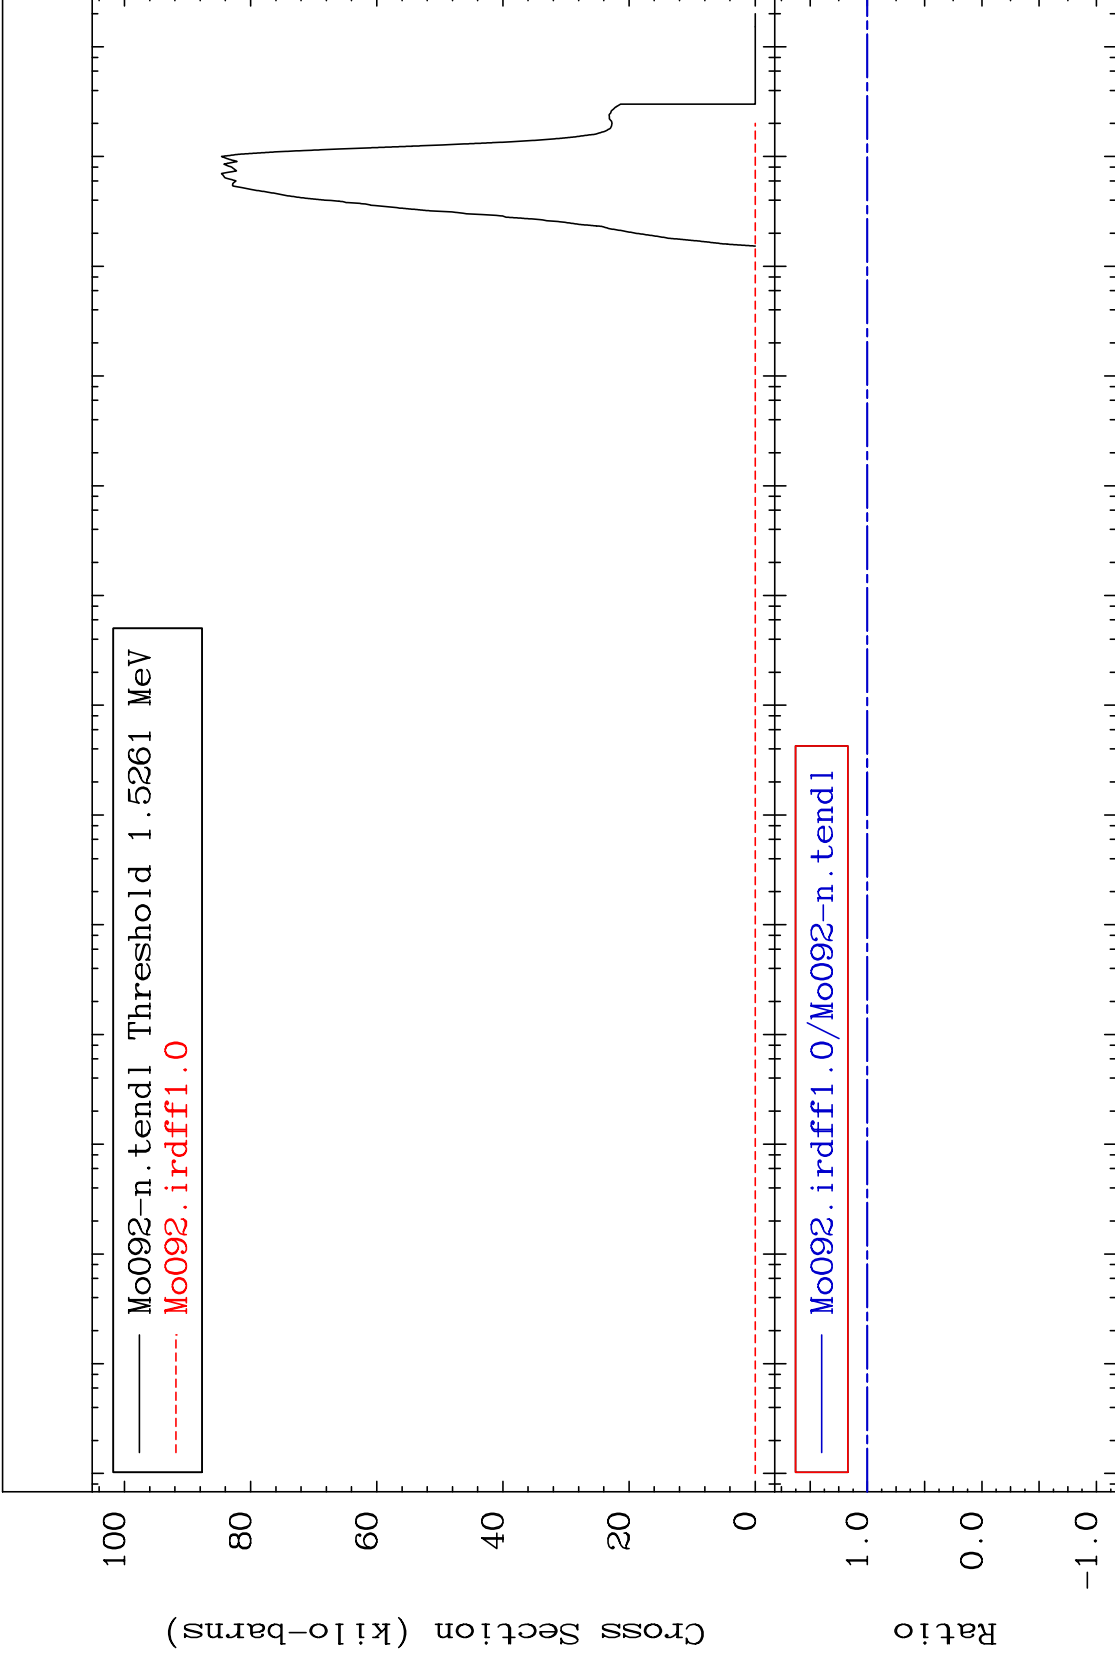 Mo092-n.tendl Threshold 1.5261 MeV
Mo092.irdff1.0
100
80
60
40
20
0
Cross Section (kilo-barns)
Mo092.irdff1.0/Mo092-n.tendl
1.0
0.0
-1.0
Ratio